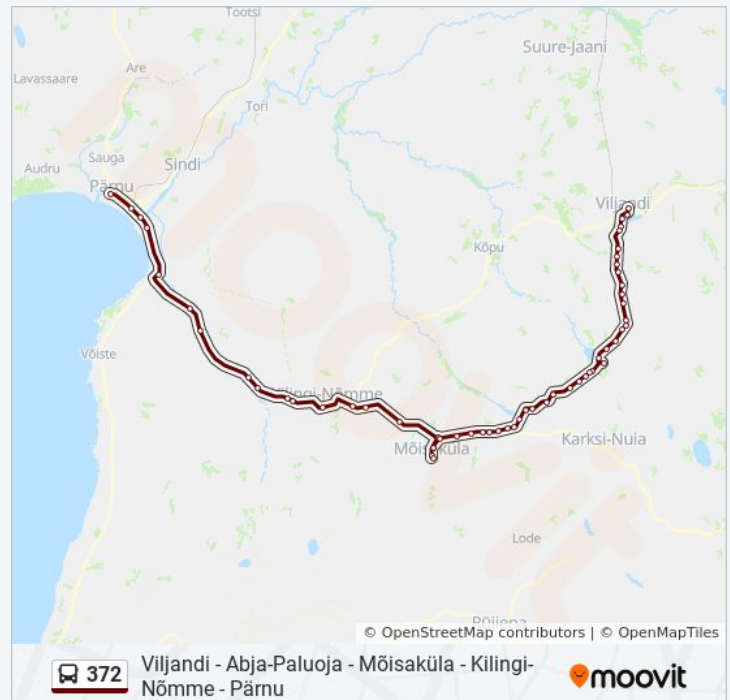 Tootsi
Suure-Jaani
Are
Lavassaare
Tori
Sauga
Sindi
Audru
Pärnu
Viljandi
Kõpu
Võiste
Kilingi-Nõmme
Mõisaküla
Karksi-Nuia
Lode
Rūjiena
© OpenStreetMap contributors | © OpenMapTiles
372
Viljandi - Abja-Paluoja - Mõisaküla - Kilingi-
Nõmme - Pärnu
moovit